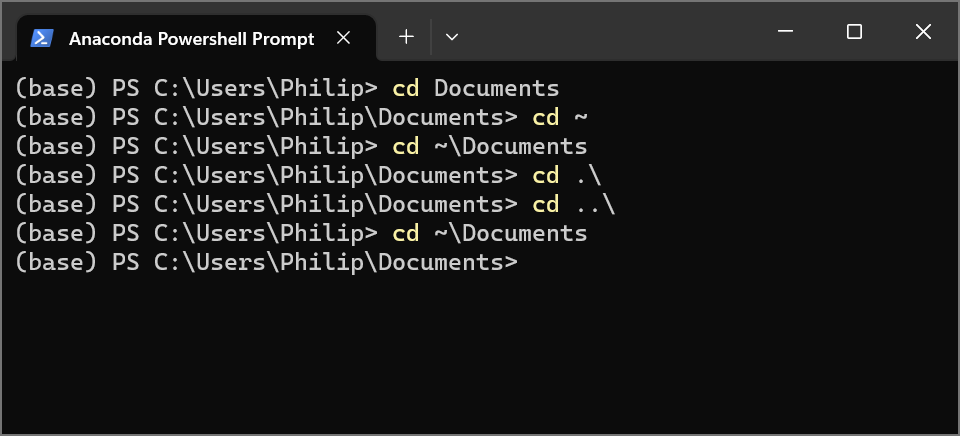 Anaconda Powershell Prompt
(base) PS C:\Users\Philip> cd Documents
(base) PS C:\Users\Philip\Documents> cd ~
(base) PS C:\Users\Philip> cd ~\Documents
(base) PS C:\Users\Philip\Documents> cd .\
(base) PS C:\Users\Philip\Documents> cd ..\
(base) PS C:\Users\Philip> cd ~\Documents
(base) PS C:\Users\Philip\Documents>